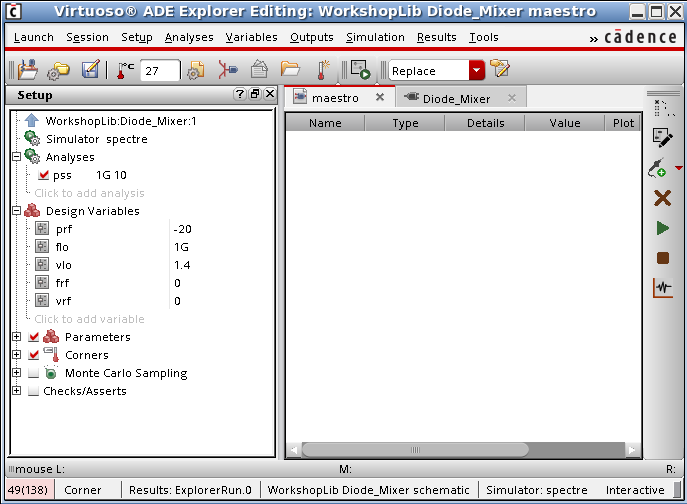 Virtuoso® ADE Explorer Editing: WorkshopLib Diode_Mixer maestro
Launch Session Setup Analyses Variables Outputs Simulation Results Tools » cādence
°C 27 Replace
Setup
maestro Diode_Mixer
Name Type Details Value Plot
WorkshopLib:Diode_Mixer:1
Simulator spectre
Analyses
pss 1G 10
Click to add analysis
Design Variables
prf -20
flo 1G
vlo 1.4
frf 0
vrf 0
Click to add variable
Parameters
Corners
Monte Carlo Sampling
Checks/Asserts
mouse L: M: R:
49(138) Corner Results: ExplorerRun.0 WorkshopLib Diode_Mixer schematic Simulator: spectre Interactive